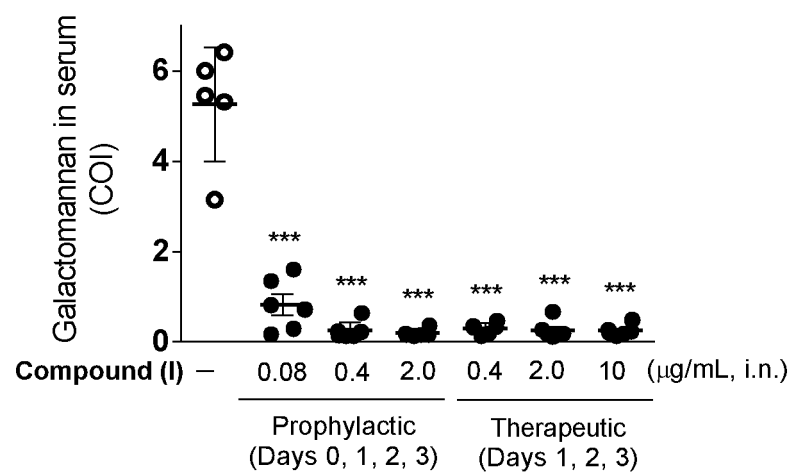 Galactomannan in serum
(COI)
6
4
2
0
*** *** *** *** *** ***
Compound (I) – 0.08 0.4 2.0 0.4 2.0 10 (μg/mL, i.n.)
Prophylactic Therapeutic
(Days 0, 1, 2, 3) (Days 1, 2, 3)